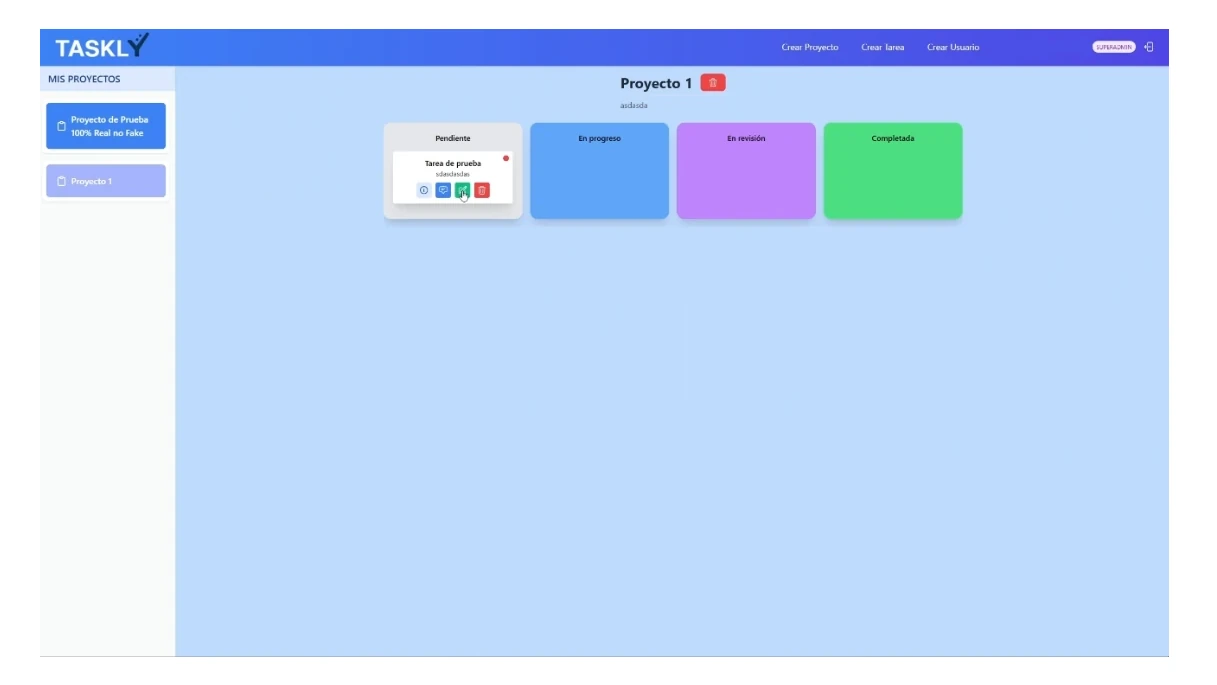 TASKLY
Crear Proyecto
Crear Tarea
Crear Usuario
SUPERADMIN
MIS PROYECTOS
Proyecto de Prueba
100% Real no Fake
Proyecto 1
Proyecto 1
asdasda
Pendiente
Tarea de prueba
sdasdasdas
En progreso
En revisión
Completada